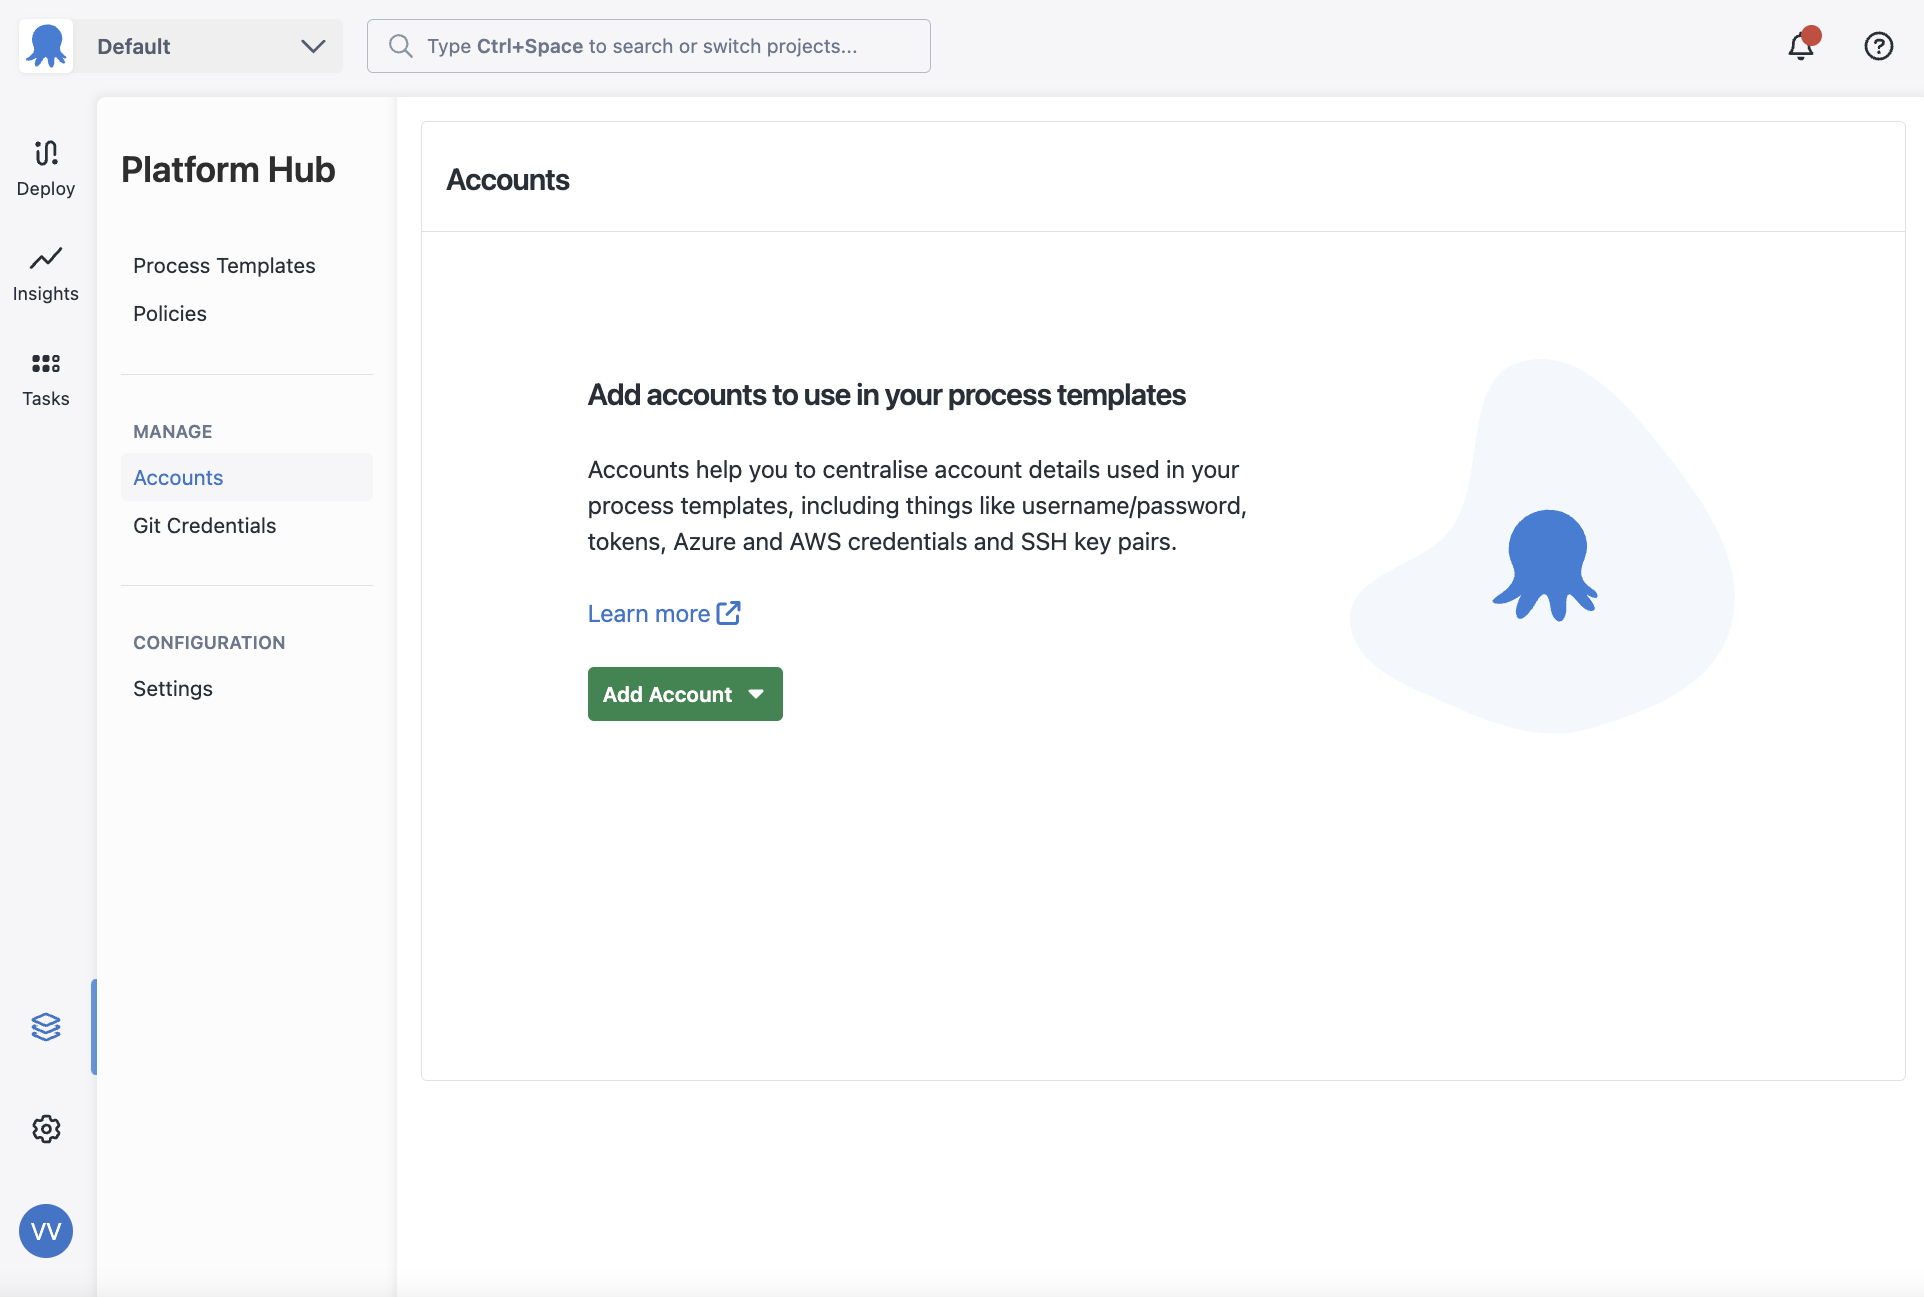 Default
Type Ctrl+Space to search or switch projects...
Deploy
Insights
Tasks
VV
Platform Hub
Process Templates
Policies
MANAGE
Accounts
Git Credentials
CONFIGURATION
Settings
Accounts
Add accounts to use in your process templates
Accounts help you to centralise account details used in your
process templates, including things like username/password,
tokens, Azure and AWS credentials and SSH key pairs.
Learn more
Add Account